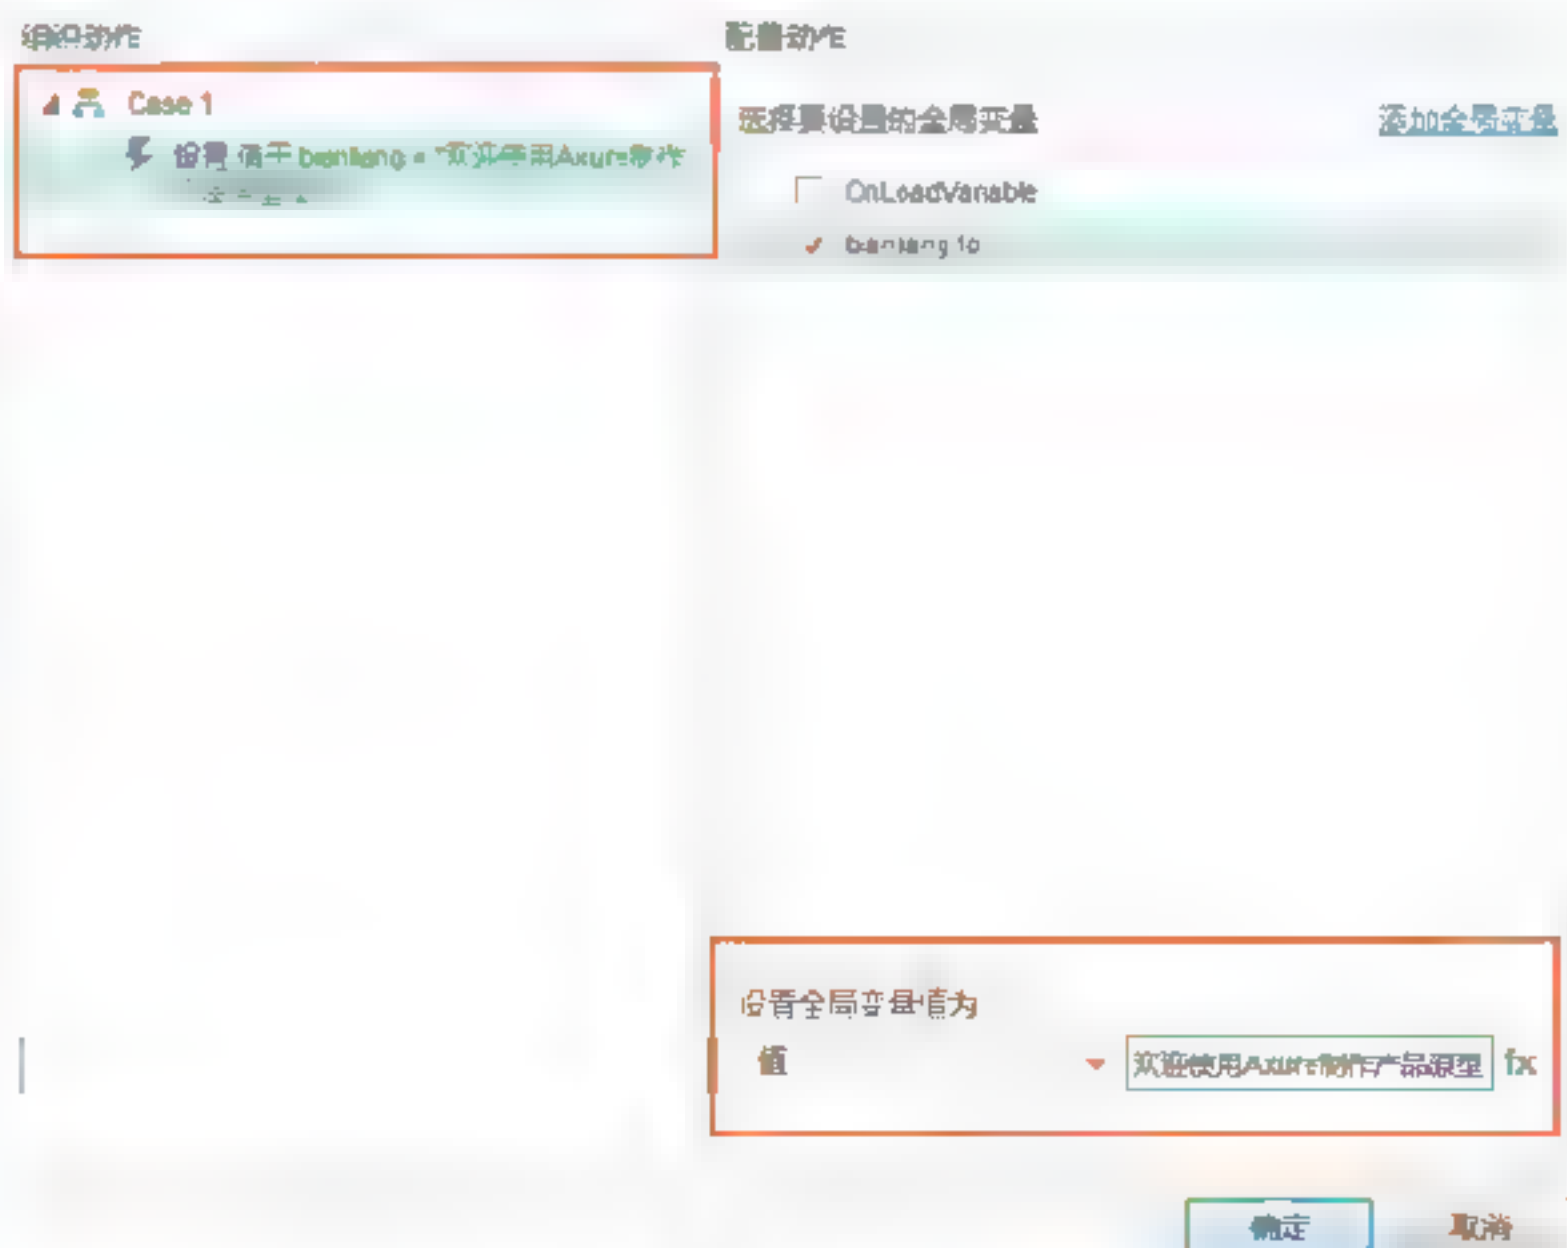 组织动作
Case 1
设置 值于 bianliang = "欢迎使用Axure制作
配置动作
选择要设置的全局变量
添加全局变量
OnLoadVariable
bianliang to
设置全局变量值为
值
欢迎使用Axure制作产品原型
fx
确定
取消